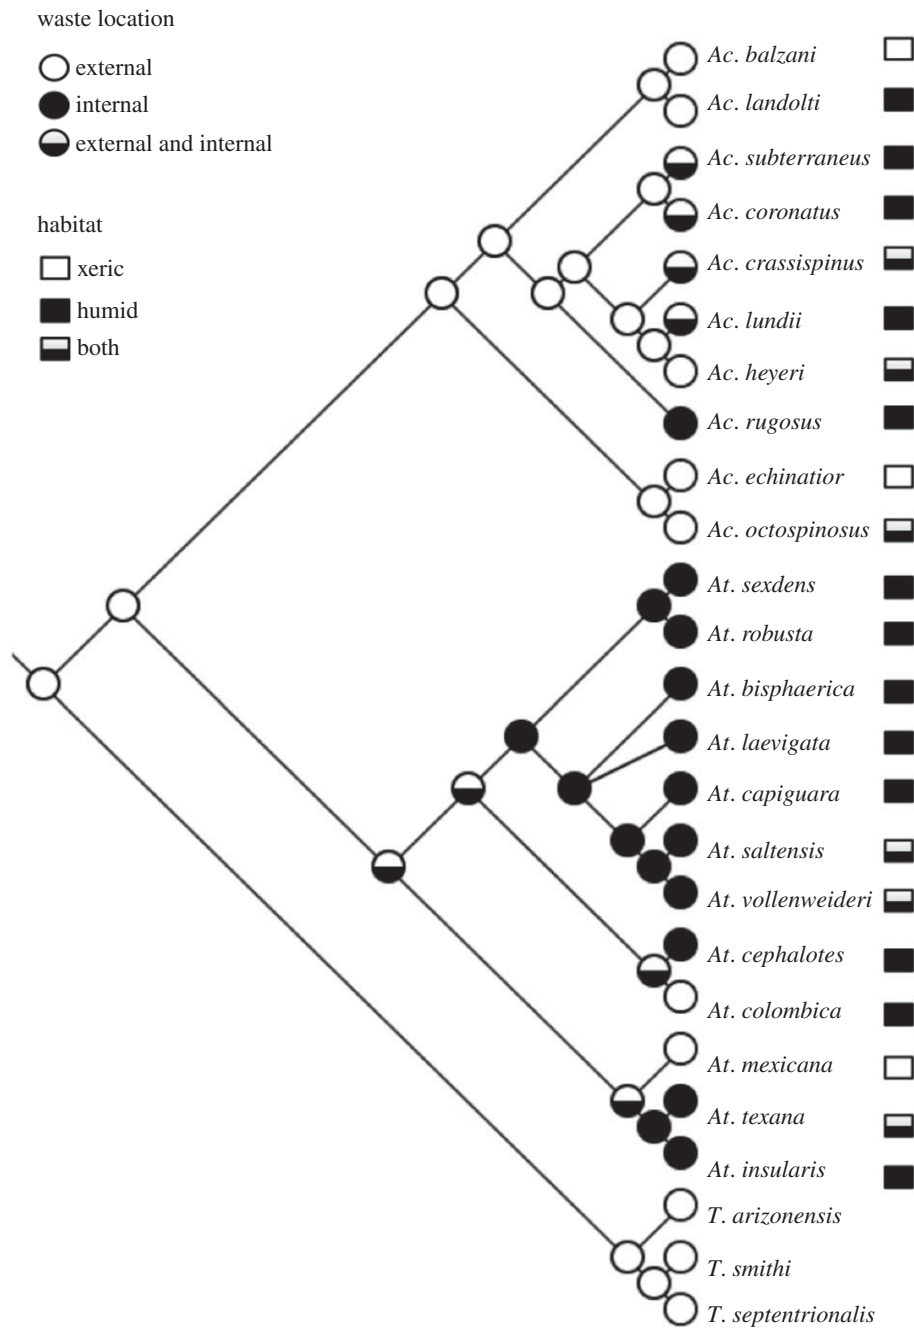 waste location
external
internal
external and internal
habitat
xeric
humid
both
Ac. balzani
Ac. landolti
Ac. subterraneus
Ac. coronatus
Ac. crassispinus
Ac. lundii
Ac. heyeri
Ac. rugosus
Ac. echinatior
Ac. octospinosus
At. sexdens
At. robusta
At. bisphaerica
At. laevigata
At. capiguara
At. saltensis
At. vollenweideri
At. cephalotes
At. colombica
At. mexicana
At. texana
At. insularis
T. arizonensis
T. smithi
T. septentrionalis